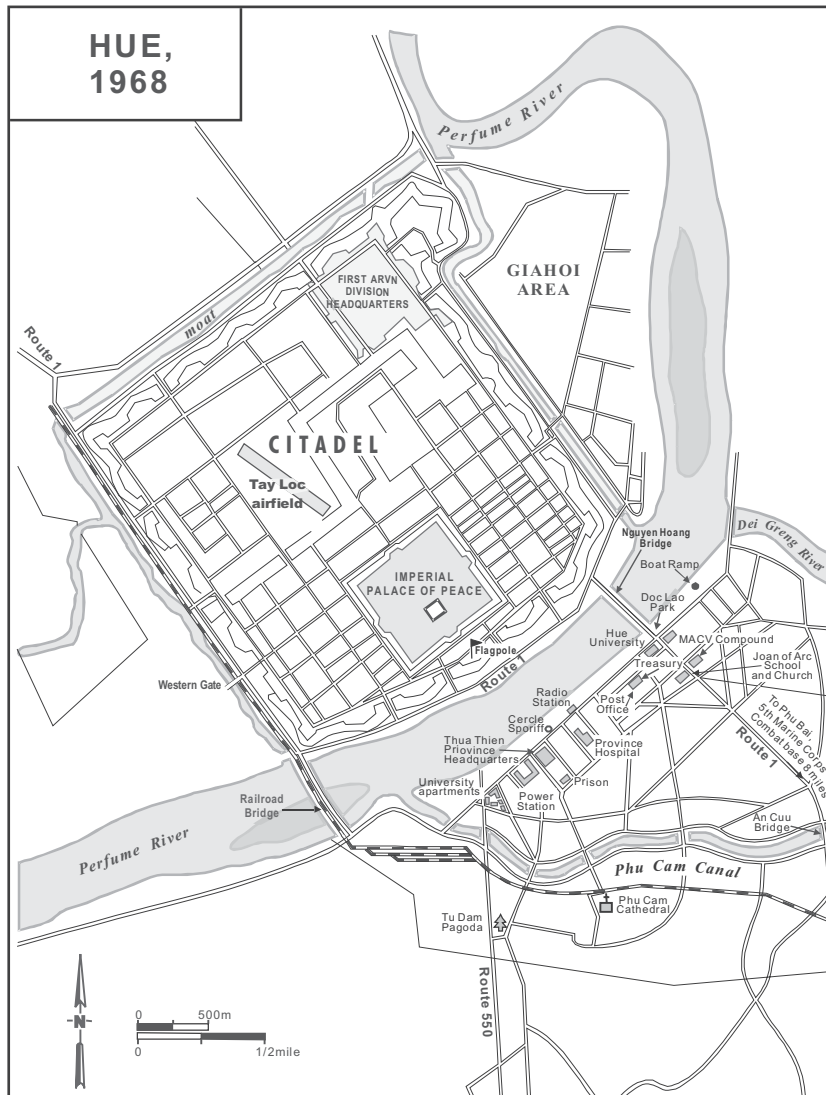 HUE,
1968
Perfume River
GIAHOI
AREA
FIRST ARVN
DIVISION
HEADQUARTERS
moat
Route 1
CITADEL
Tay Loc
airfield
Dei Greng River
Nguyen Hoang
Bridge
Boat Ramp
Doc Lao
Park
IMPERIAL
PALACE OF PEACE
Hue
University
MACV Compound
Treasury
Joan of Arc
School
and Church
Flagpole
Route 1
Western Gate
Post
Office
Radio
Station
Cercle
Sporiff
To Phu Bai,
5th Marine Corps
Combat base 8 miles
Route 1
Thua Thien
Priovince
Headquarters
Province
Hospital
University
apartments
Prison
Power
Station
Railroad
Bridge
An Cuu
Bridge
Perfume River
Phu Cam Canal
Phu Cam
Cathedral
Tu Dam
Pagoda
Route 550
N
0 500m
0 1/2mile